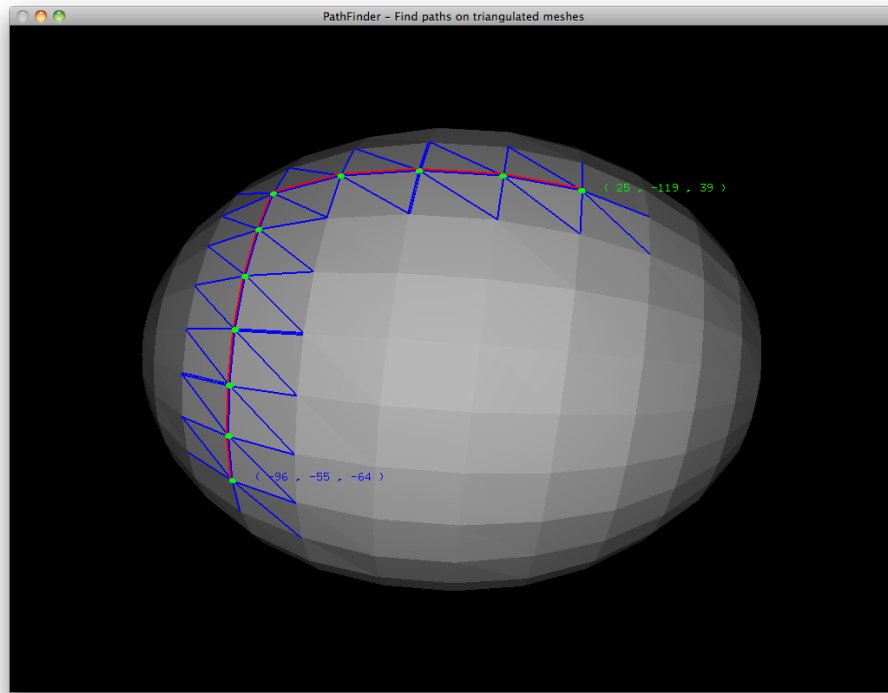 PathFinder - Find paths on triangulated meshes
( 25 , -119 , 39 )
( -96 , -55 , -64 )